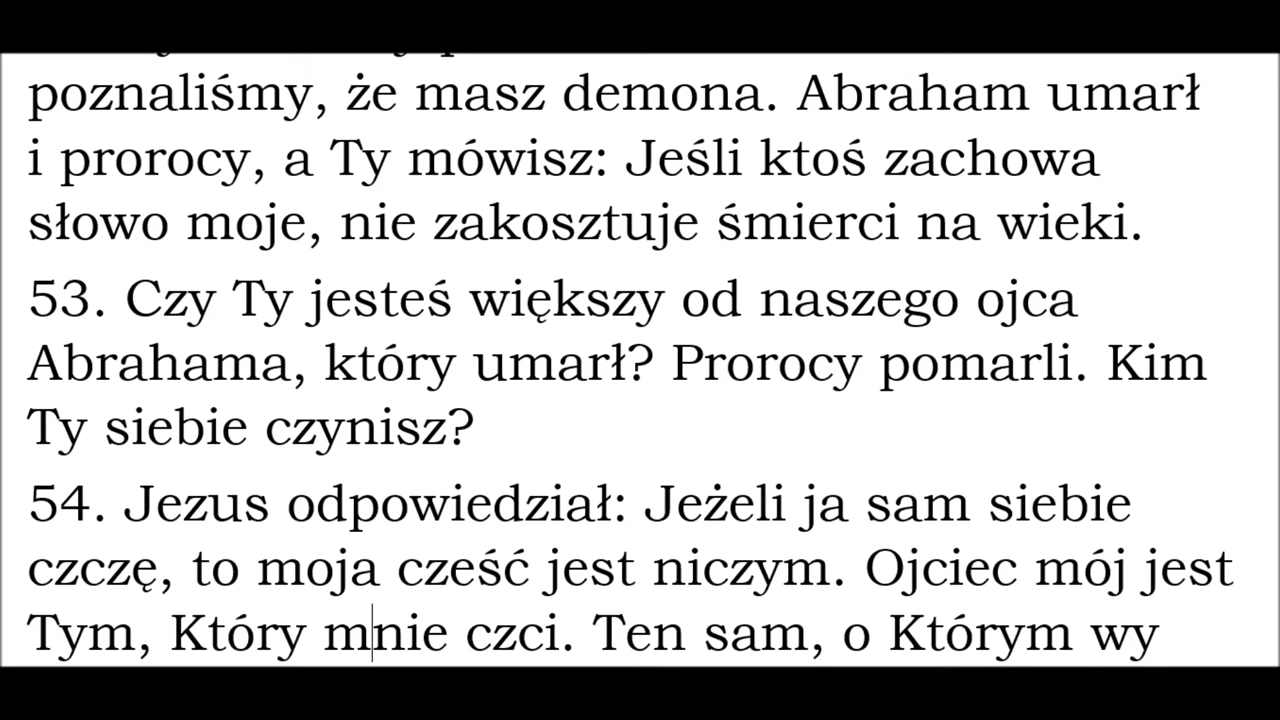 poznaliśmy, że masz demona. Abraham umarł
i prorocy, a Ty mówisz: Jeśli ktoś zachowa
słowo moje, nie zakosztuje śmierci na wieki.
53. Czy Ty jesteś większy od naszego ojca
Abrahama, który umarł? Prorocy pomarli. Kim
Ty siebie czynisz?
54. Jezus odpowiedział: Jeżeli ja sam siebie
czczę, to moja cześć jest niczym. Ojciec mój jest
Tym, Który mnie czci. Ten sam, o Którym wy